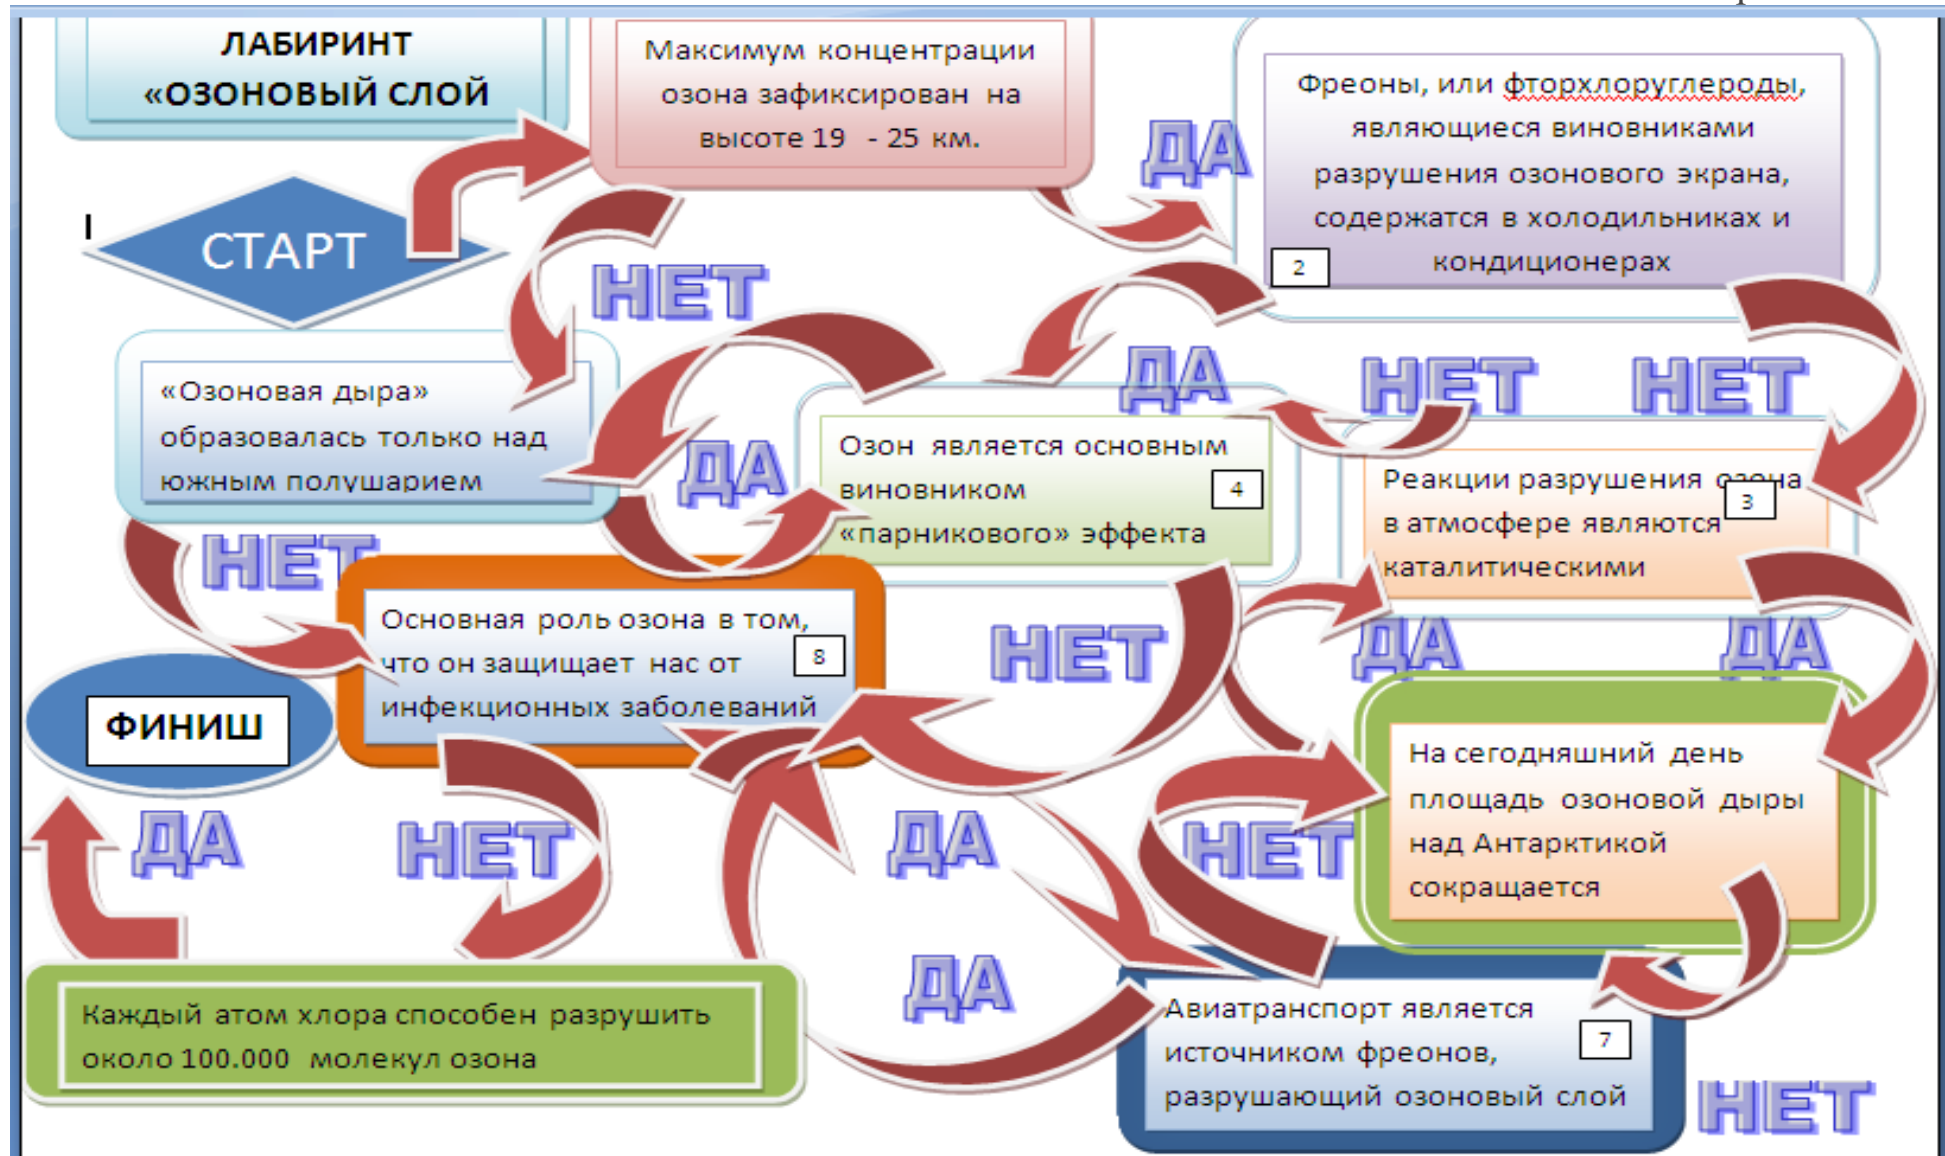 ЛАБИРИНТ
«ОЗОНОВЫЙ СЛОЙ
Максимум концентрации
озона зафиксирован на
высоте 19 - 25 км.
ДА
Фреоны, или фторхлоруглероды,
являющиеся виновниками
разрушения озонового экрана,
содержатся в холодильниках и
кондиционерах
2
СТАРТ
НЕТ
«Озоновая дыра»
образовалась только над
южным полушарием
ДА
ДА
НЕТ
НЕТ
Озон является основным
виновником
«парникового» эффекта
4
Реакции разрушения озона
в атмосфере являются
каталитическими
3
НЕТ
Основная роль озона в том,
что он защищает нас от
инфекционных заболеваний
8
НЕТ
ДА
ДА
ФИНИШ
На сегодняшний день
площадь озоновой дыры
над Антарктикой
сокращается
ДА
НЕТ
ДА
НЕТ
ДА
Каждый атом хлора способен разрушить
около 100.000 молекул озона
Авиатранспорт является
источником фреонов,
разрушающий озоновый слой
7
НЕТ